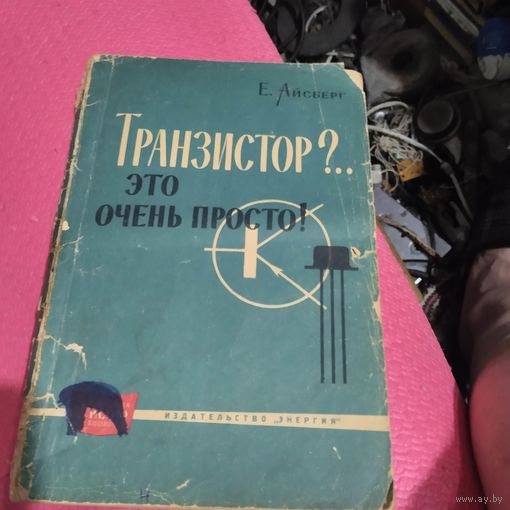 Е. Айсберг
Транзистор?..
это
очень просто!
ИЗДАТЕЛЬСТВО „ЭНЕРГИЯ"
www.ay.by